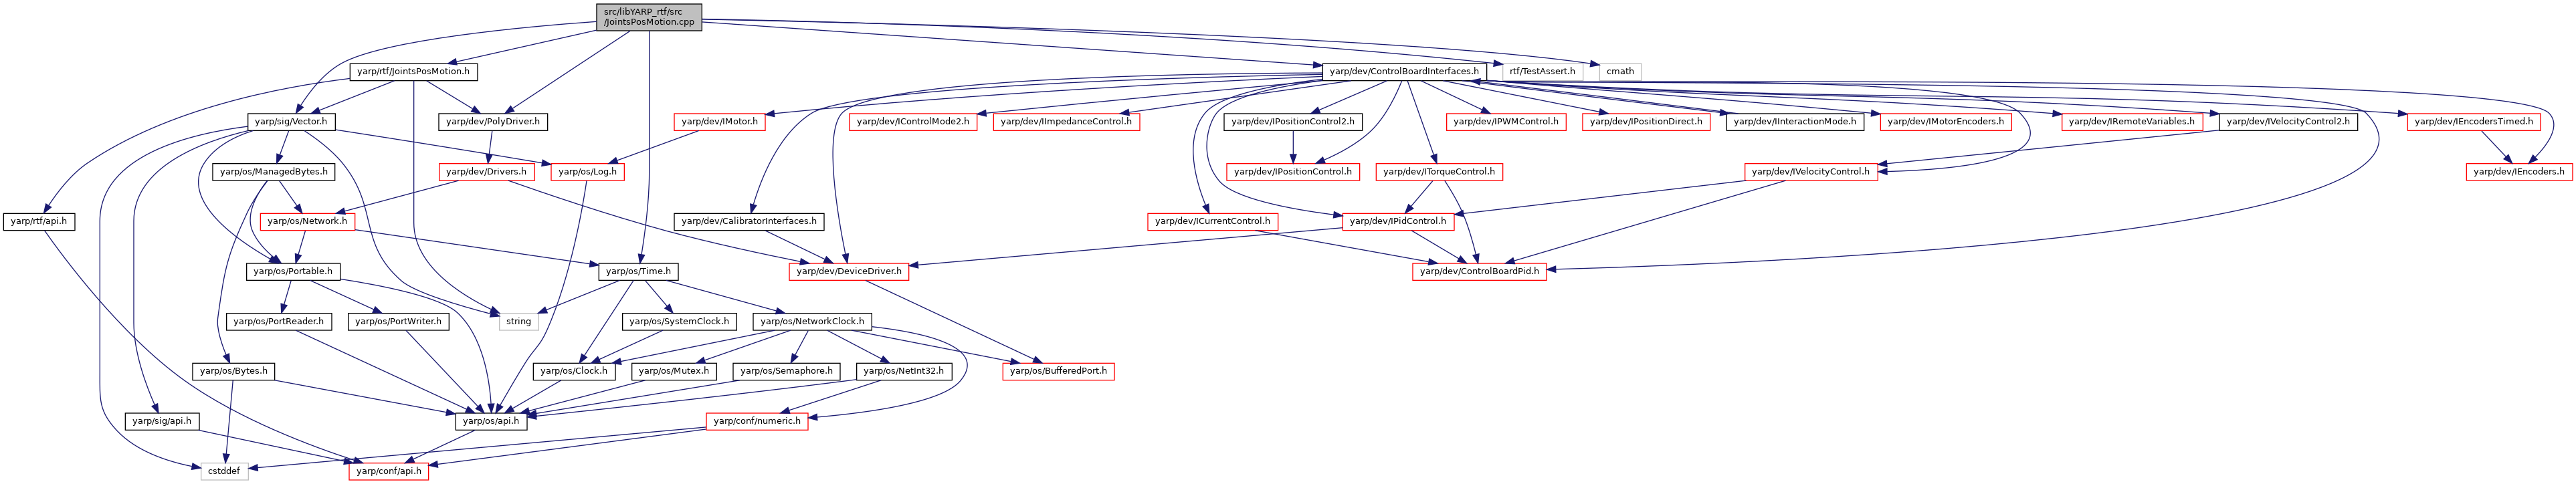 src/libYARP_rtf/src
/JointsPosMotion.cpp
yarp/rtf/JointsPosMotion.h
yarp/dev/ControlBoardInterfaces.h
rtf/TestAssert.h
cmath
yarp/sig/Vector.h
yarp/dev/PolyDriver.h
yarp/dev/IMotor.h
yarp/dev/IControlMode2.h
yarp/dev/IImpedanceControl.h
yarp/dev/IPositionControl2.h
yarp/dev/IPWMControl.h
yarp/dev/IPositionDirect.h
yarp/dev/IInteractionMode.h
yarp/dev/IMotorEncoders.h
yarp/dev/IRemoteVariables.h
yarp/dev/IVelocityControl2.h
yarp/dev/IEncodersTimed.h
yarp/os/ManagedBytes.h
yarp/dev/Drivers.h
yarp/os/Log.h
yarp/dev/IPositionControl.h
yarp/dev/ITorqueControl.h
yarp/dev/IVelocityControl.h
yarp/dev/IEncoders.h
yarp/rtf/api.h
yarp/os/Network.h
yarp/dev/CalibratorInterfaces.h
yarp/dev/ICurrentControl.h
yarp/dev/IPidControl.h
yarp/os/Portable.h
yarp/os/Time.h
yarp/dev/DeviceDriver.h
yarp/dev/ControlBoardPid.h
yarp/os/PortReader.h
yarp/os/PortWriter.h
string
yarp/os/SystemClock.h
yarp/os/NetworkClock.h
yarp/os/Bytes.h
yarp/os/Clock.h
yarp/os/Mutex.h
yarp/os/Semaphore.h
yarp/os/NetInt32.h
yarp/os/BufferedPort.h
yarp/sig/api.h
yarp/os/api.h
yarp/conf/numeric.h
cstddef
yarp/conf/api.h